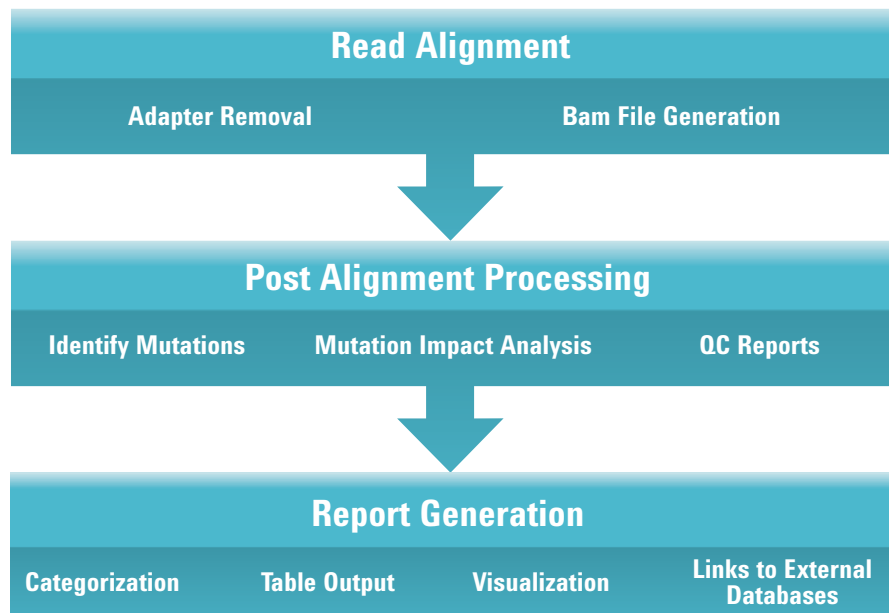 Read Alignment
Adapter Removal
Bam File Generation
Post Alignment Processing
Identify Mutations
Mutation Impact Analysis
QC Reports
Report Generation
Categorization
Table Output
Visualization
Links to External
Databases